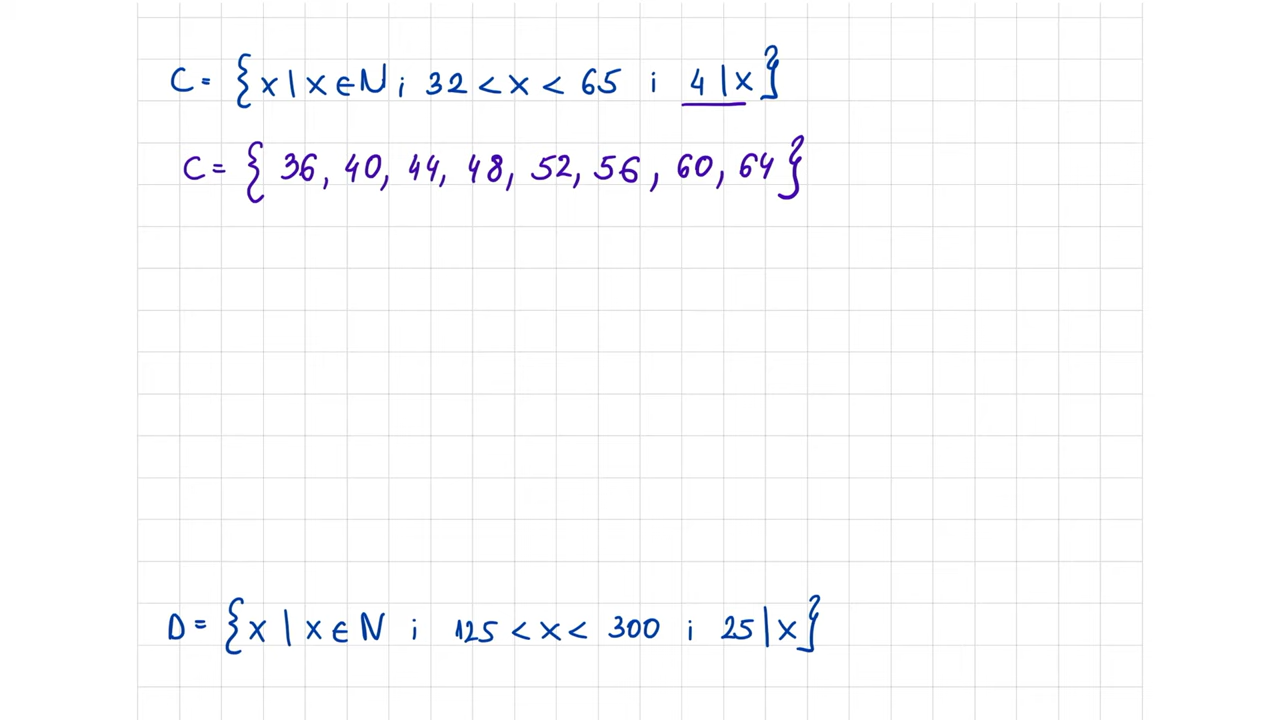 C = {x | x ∈ N i 32 < x < 65 i 4 | x}
C = { 36, 40, 44, 48, 52, 56, 60, 64}
D = {x | x ∈ N i 125 < x < 300 i 25 | x}